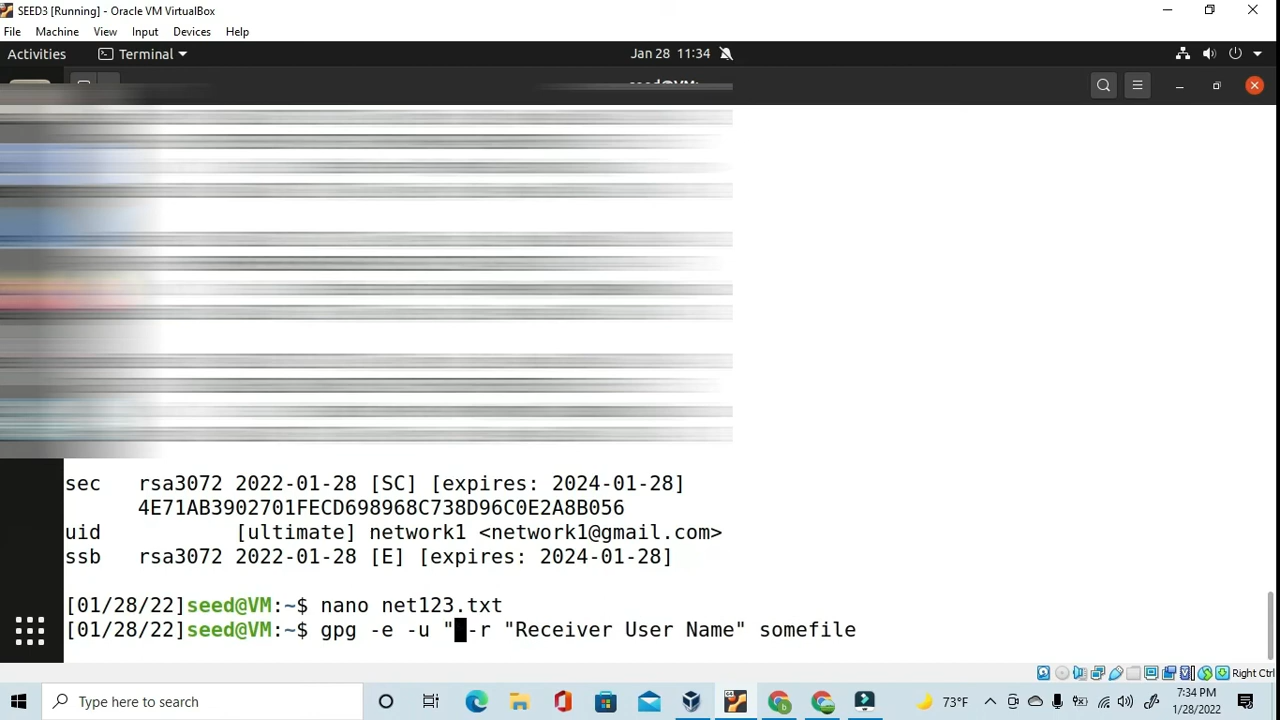 SEED3 [Running] - Oracle VM VirtualBox
File Machine View Input Devices Help
Activities Terminal Jan 28 11:34
sec rsa3072 2022-01-28 [SC] [expires: 2024-01-28]
4E71AB3902701FECD698968C738D96C0E2A8B056
uid [ultimate] network1 <network1@gmail.com>
ssb rsa3072 2022-01-28 [E] [expires: 2024-01-28]
[01/28/22]seed@VM:~$ nano net123.txt
[01/28/22]seed@VM:~$ gpg -e -u " -r "Receiver User Name" somefile
Right Ctrl
Type here to search
73°F
7:34 PM
1/28/2022